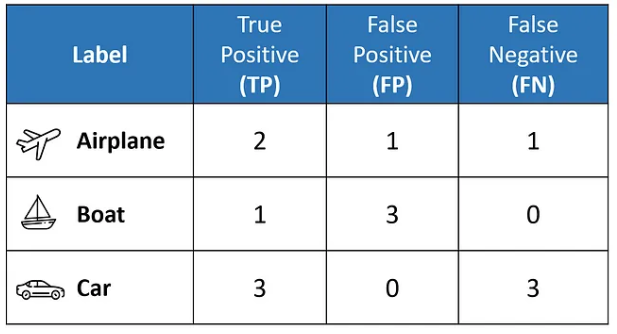 Label
True
Positive
(TP)
False
Positive
(FP)
False
Negative
(FN)
Airplane 2 1 1
Boat 1 3 0
Car 3 0 3